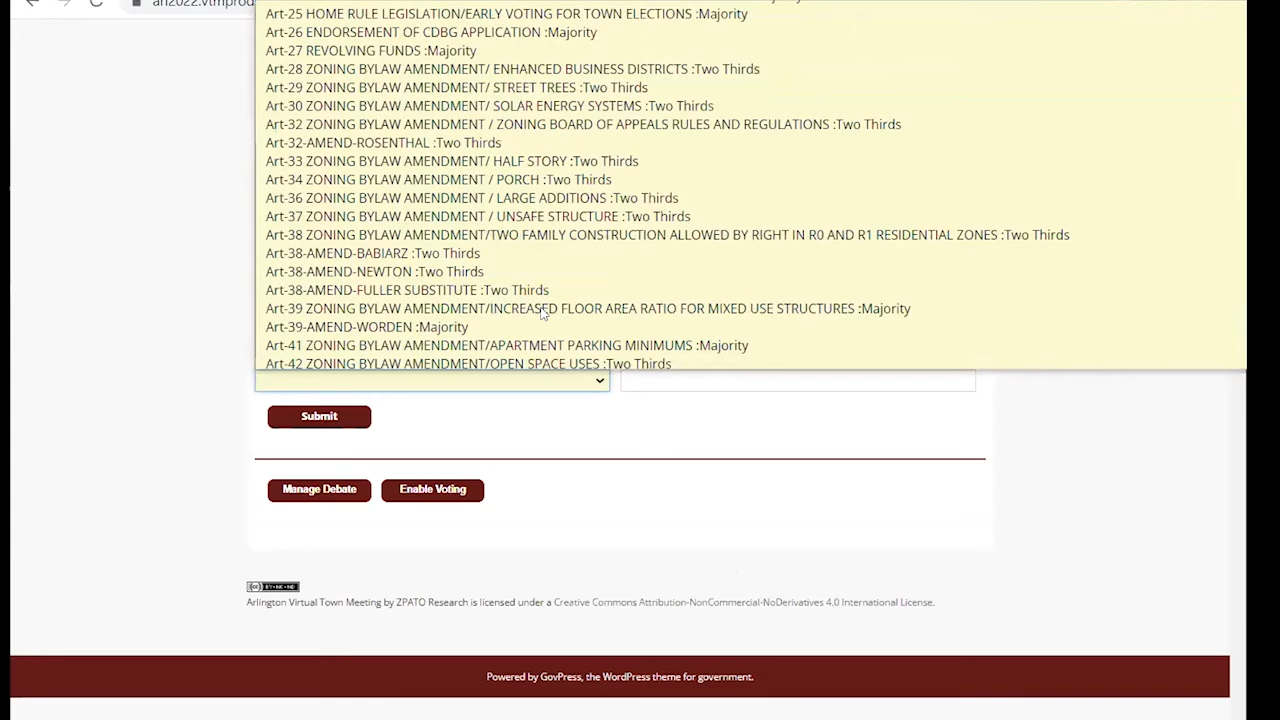 arl2022.vtmprod
Art-25 HOME RULE LEGISLATION/EARLY VOTING FOR TOWN ELECTIONS :Majority
Art-26 ENDORSEMENT OF CDBG APPLICATION :Majority
Art-27 REVOLVING FUNDS :Majority
Art-28 ZONING BYLAW AMENDMENT/ ENHANCED BUSINESS DISTRICTS :Two Thirds
Art-29 ZONING BYLAW AMENDMENT/ STREET TREES :Two Thirds
Art-30 ZONING BYLAW AMENDMENT/ SOLAR ENERGY SYSTEMS :Two Thirds
Art-32 ZONING BYLAW AMENDMENT / ZONING BOARD OF APPEALS RULES AND REGULATIONS :Two Thirds
Art-32-AMEND-ROSENTHAL :Two Thirds
Art-33 ZONING BYLAW AMENDMENT/ HALF STORY :Two Thirds
Art-34 ZONING BYLAW AMENDMENT / PORCH :Two Thirds
Art-36 ZONING BYLAW AMENDMENT / LARGE ADDITIONS :Two Thirds
Art-37 ZONING BYLAW AMENDMENT / UNSAFE STRUCTURE :Two Thirds
Art-38 ZONING BYLAW AMENDMENT/TWO FAMILY CONSTRUCTION ALLOWED BY RIGHT IN R0 AND R1 RESIDENTIAL ZONES :Two Thirds
Art-38-AMEND-BABIARZ :Two Thirds
Art-38-AMEND-NEWTON :Two Thirds
Art-38-AMEND-FULLER SUBSTITUTE :Two Thirds
Art-39 ZONING BYLAW AMENDMENT/INCREASED FLOOR AREA RATIO FOR MIXED USE STRUCTURES :Majority
Art-39-AMEND-WORDEN :Majority
Art-41 ZONING BYLAW AMENDMENT/APARTMENT PARKING MINIMUMS :Majority
Art-42 ZONING BYLAW AMENDMENT/OPEN SPACE USES :Two Thirds
Submit
Manage Debate Enable Voting
Arlington Virtual Town Meeting by ZPATO Research is licensed under a Creative Commons Attribution-NonCommercial-NoDerivatives 4.0 International License.
Powered by GovPress, the WordPress theme for government.